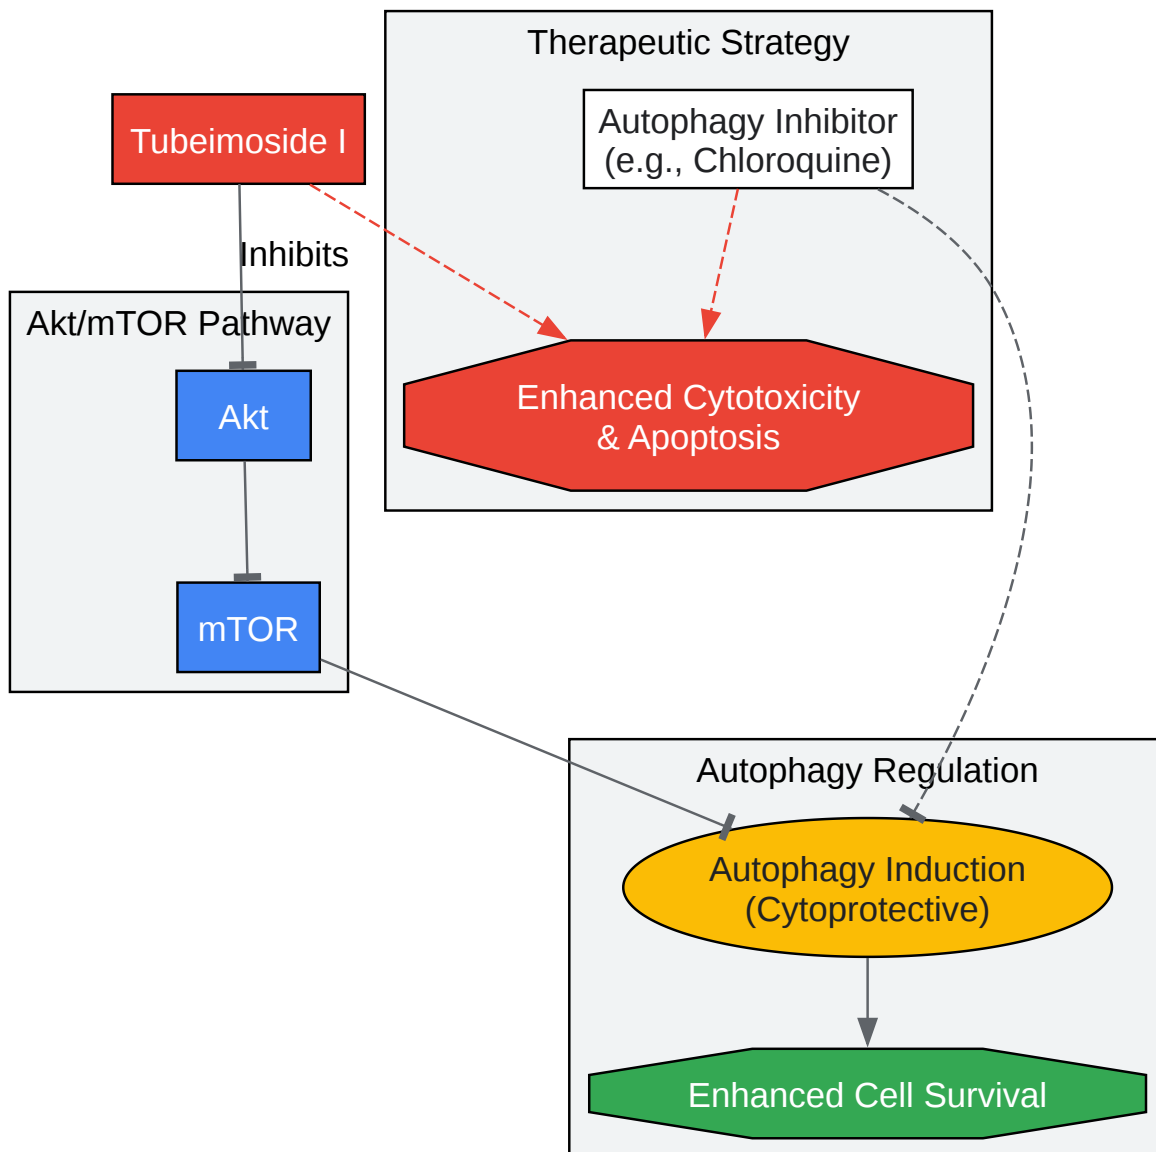 Therapeutic Strategy
Tubeimoside I
Autophagy Inhibitor
(e.g., Chloroquine)
Inhibits
Akt/mTOR Pathway
Akt
Enhanced Cytotoxicity
& Apoptosis
mTOR
Autophagy Regulation
Autophagy Induction
(Cytoprotective)
Enhanced Cell Survival